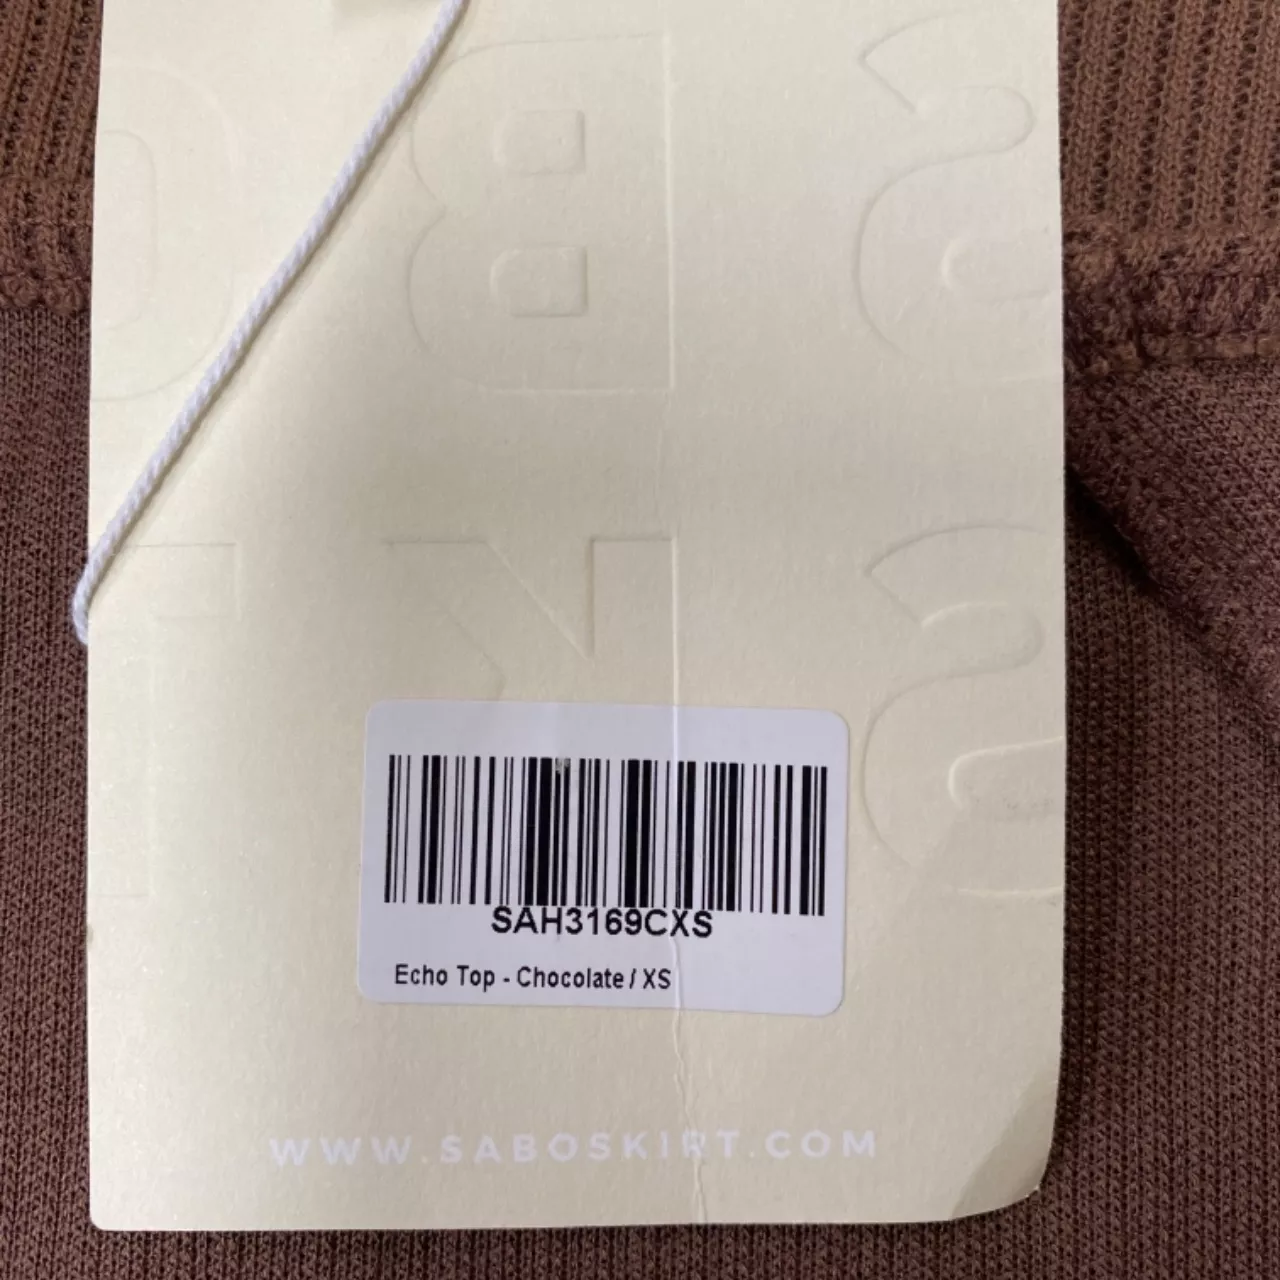 SAH3169CXS
Echo Top - Chocolate / XS
WWW.SABOSKIRT.COM